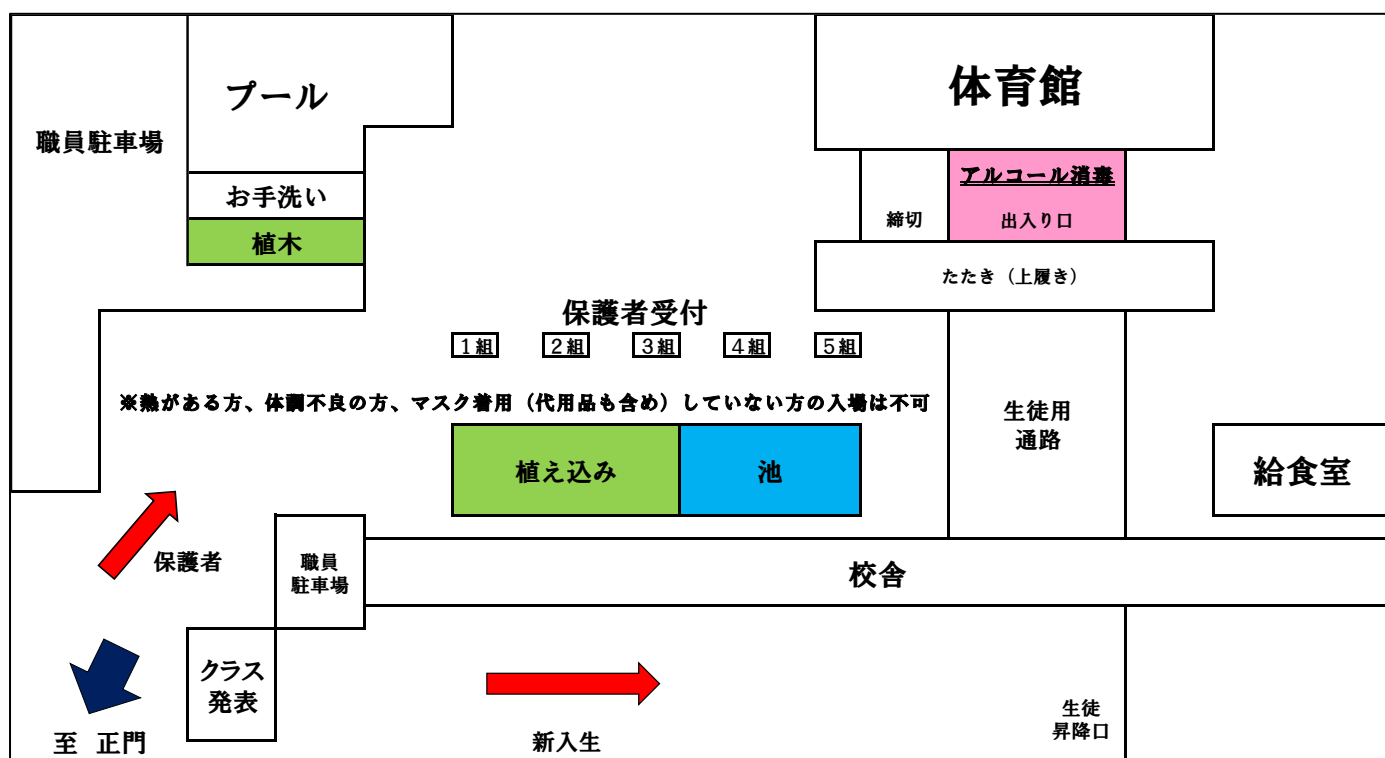 プール
体育館
職員駐車場
アルコール消毒
お手洗い
締切
出入り口
植木
たたき（上履き）
保護者受付
1組
2組
3組
4組
5組
※熱がある方、体調不良の方、マスク着用（代用品も含め）していない方の入場は不可
生徒用
通路
植え込み
池
給食室
保護者
職員
駐車場
校舎
クラス
発表
生徒
昇降口
至 正門
新入生